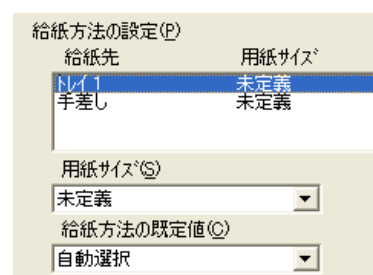 給紙方法の設定(P)
給紙先 用紙サイズ
トレイ1 未定義
手差し 未定義
用紙サイズ(S)
未定義
給紙方法の既定値(C)
自動選択